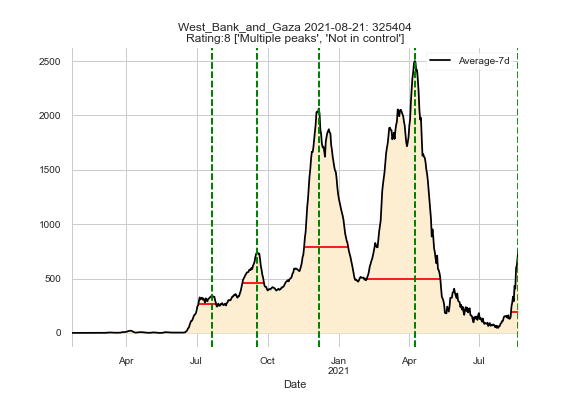 West_Bank_and_Gaza 2021-08-21: 325404
Rating:8 ['Multiple peaks', 'Not in control']
Average-7d
2500
2000
1500
1000
500
0
Apr Jul Oct Jan Apr Jul
2021
Date